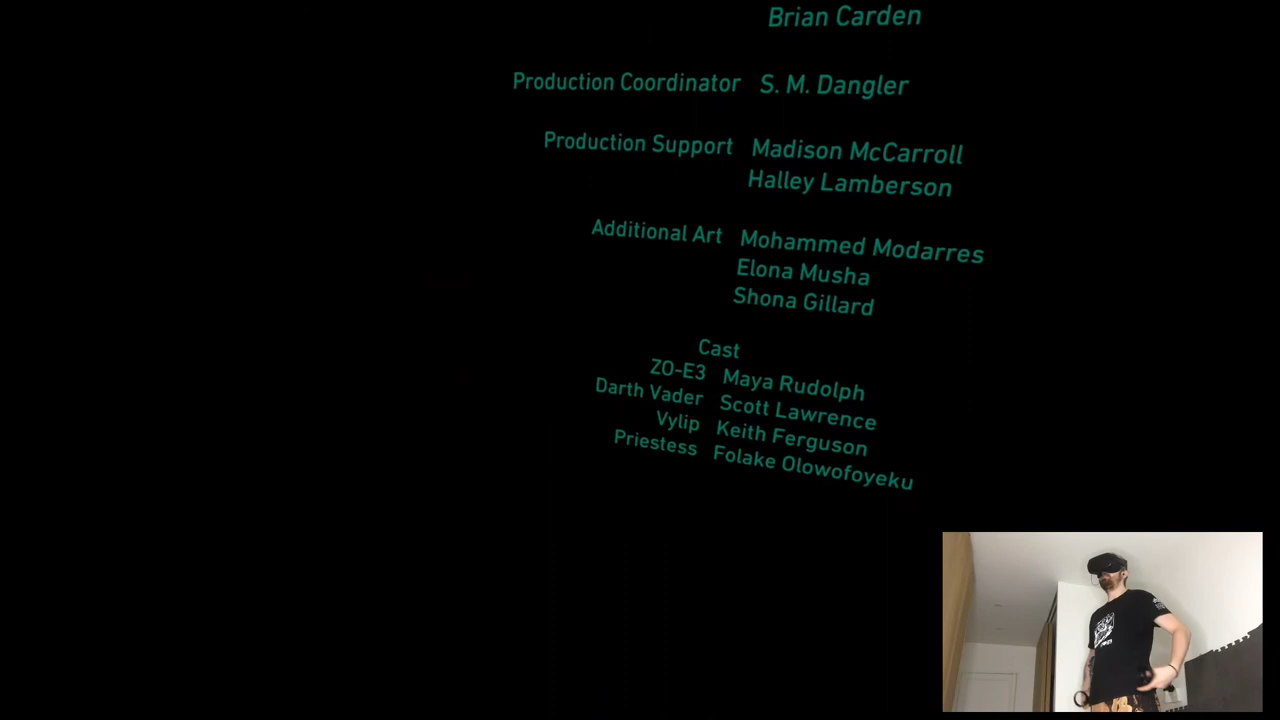 Brian Carden
Production Coordinator S. M. Dangler
Production Support Madison McCarroll
Halley Lamberson
Additional Art Mohammed Modarres
Elona Musha
Shona Gillard
Cast
ZO-E3 Maya Rudolph
Darth Vader Scott Lawrence
Vylip Keith Ferguson
Priestess Folake Olowofoyeku